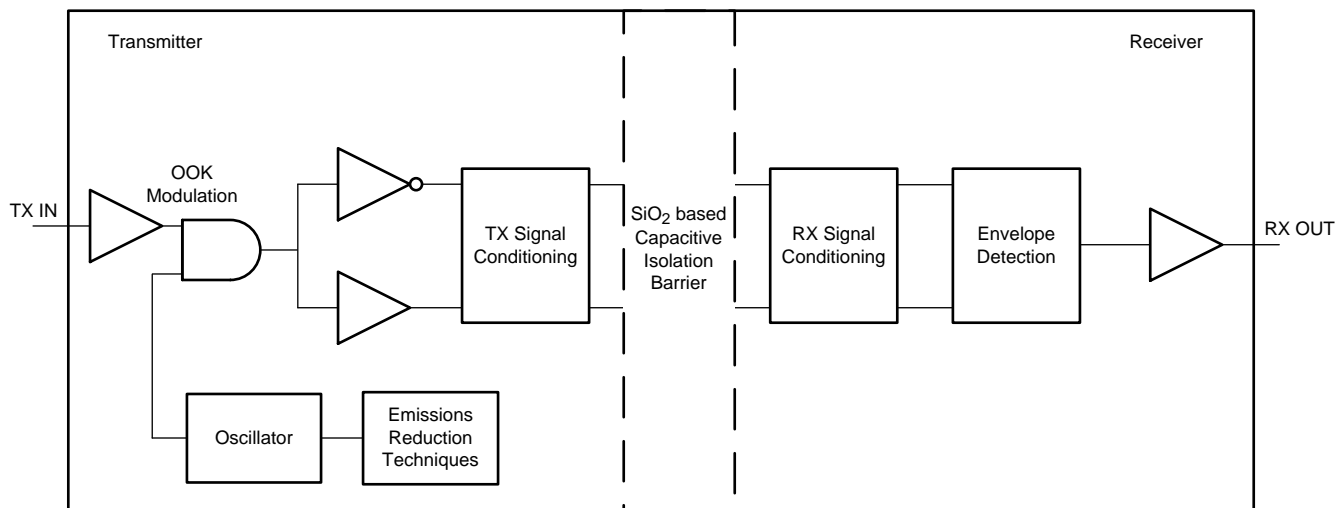 Transmitter
Receiver
OOK
Modulation
TX IN
TX Signal
Conditioning
SiO2 based
Capacitive
Isolation
Barrier
RX Signal
Conditioning
Envelope
Detection
RX OUT
Oscillator
Emissions
Reduction
Techniques